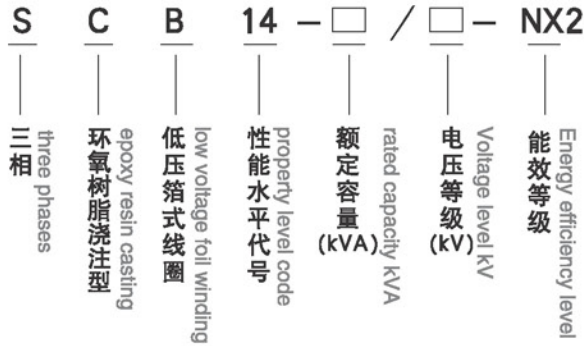 S C B 14 - □ / □ - NX2
三相
three phases
环氧树脂浇注型
epoxy resin casting
低压箔式线圈
low voltage foil winding
性能水平代号
property level code
额定容量
(kVA)
rated capacity kVA
电压等级
(kV)
Voltage level kV
能效等级
Energy efficiency level